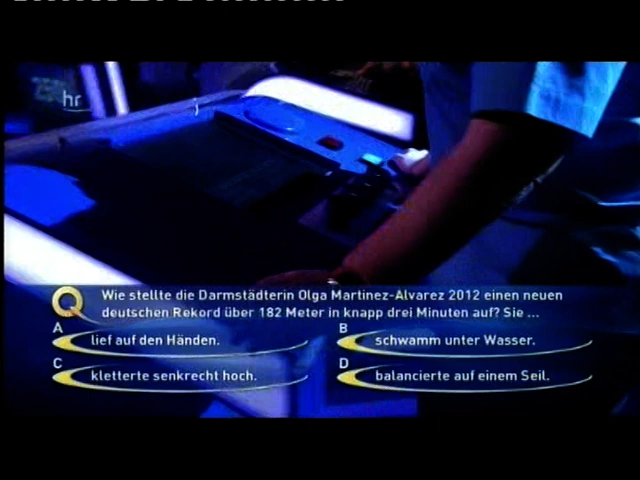 hr
Q
Wie stellte die Darmstädterin Olga Martinez-Alvarez 2012 einen neuen
deutschen Rekord über 182 Meter in knapp drei Minuten auf? Sie ...
A
lief auf den Händen.
B
schwamm unter Wasser.
C
kletterte senkrecht hoch.
D
balancierte auf einem Seil.